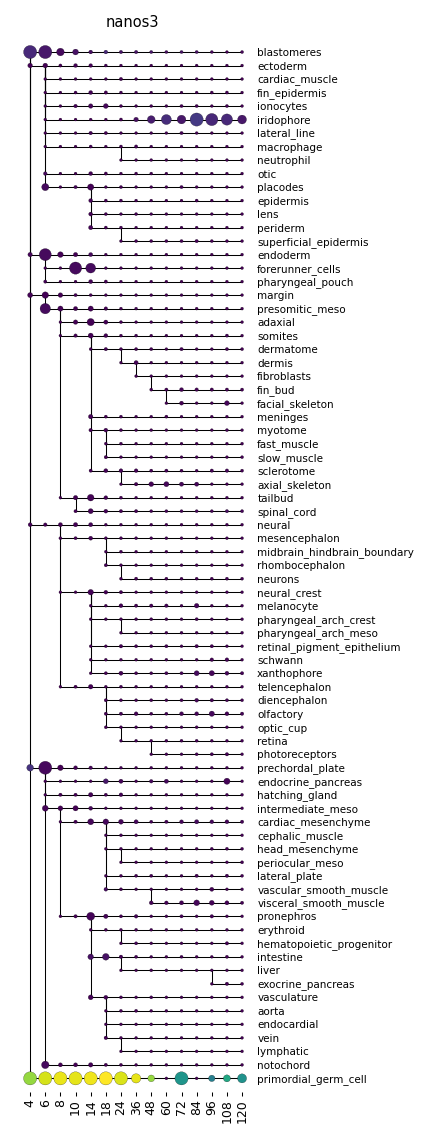 nanos3
blastomeres
ectoderm
cardiac_muscle
fin_epidermis
ionocytes
iridophore
lateral_line
macrophage
neutrophil
otic
placodes
epidermis
lens
periderm
superficial_epidermis
endoderm
forerunner_cells
pharyngeal_pouch
margin
presomitic_meso
adaxial
somites
dermatome
dermis
fibroblasts
fin_bud
facial_skeleton
meninges
myotome
fast_muscle
slow_muscle
sclerotome
axial_skeleton
tailbud
spinal_cord
neural
mesencephalon
midbrain_hindbrain_boundary
rhombocephalon
neurons
neural_crest
melanocyte
pharyngeal_arch_crest
pharyngeal_arch_meso
retinal_pigment_epithelium
schwann
xanthophore
telencephalon
diencephalon
olfactory
optic_cup
retina
photoreceptors
prechordal_plate
endocrine_pancreas
hatching_gland
intermediate_meso
cardiac_mesenchyme
cephalic_muscle
head_mesenchyme
periocular_meso
lateral_plate
vascular_smooth_muscle
visceral_smooth_muscle
pronephros
erythroid
hematopoietic_progenitor
intestine
liver
exocrine_pancreas
vasculature
aorta
endocardial
vein
lymphatic
notochord
primordial_germ_cell
4 6 8 10 14 18 24 36 48 60 72 84 96 108 120